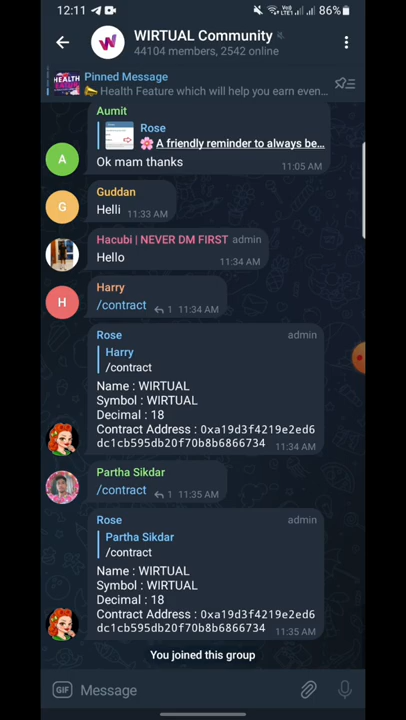 12:11
86%
WIRTUAL Community
44104 members, 2542 online
Pinned Message
Health Feature which will help you earn even...
Aumit
Rose
A friendly reminder to always be...
Ok mam thanks
11:05 AM
Guddan
Helli
11:33 AM
Hacubi | NEVER DM FIRST admin
Hello
11:34 AM
Harry
/contract
1 11:34 AM
Rose admin
Harry
/contract
Name : WIRTUAL
Symbol : WIRTUAL
Decimal : 18
Contract Address : 0xa19d3f4219e2ed6
dc1cb595db20f70b8b6866734
11:34 AM
Partha Sikdar
/contract
1 11:35 AM
Rose admin
Partha Sikdar
/contract
Name : WIRTUAL
Symbol : WIRTUAL
Decimal : 18
Contract Address : 0xa19d3f4219e2ed6
dc1cb595db20f70b8b6866734
11:35 AM
You joined this group
GIF Message